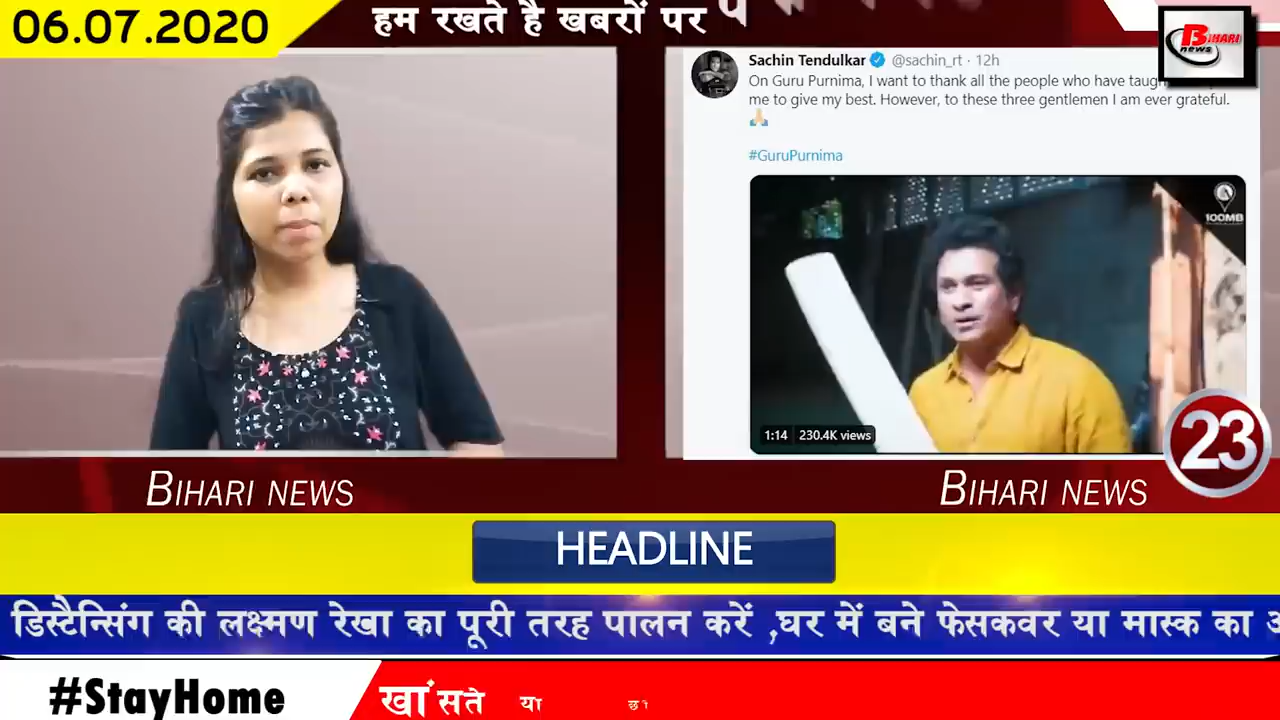 06.07.2020
हम रखते है खबरों पर
BIHARI
news
Sachin Tendulkar @sachin_rt · 12h
On Guru Purnima, I want to thank all the people who have
me to give my best. However, to these three gentlemen I am ever grateful.
🙏🏼
#GuruPurnima
100MB
1:14 230.4K views
23
BIHARI NEWS
BIHARI NEWS
HEADLINE
डिस्टैन्सिंग की लक्ष्मण रेखा का पूरी तरह पालन करें ,घर में बने फेसकवर या मास्क का
#StayHome
खांसते या